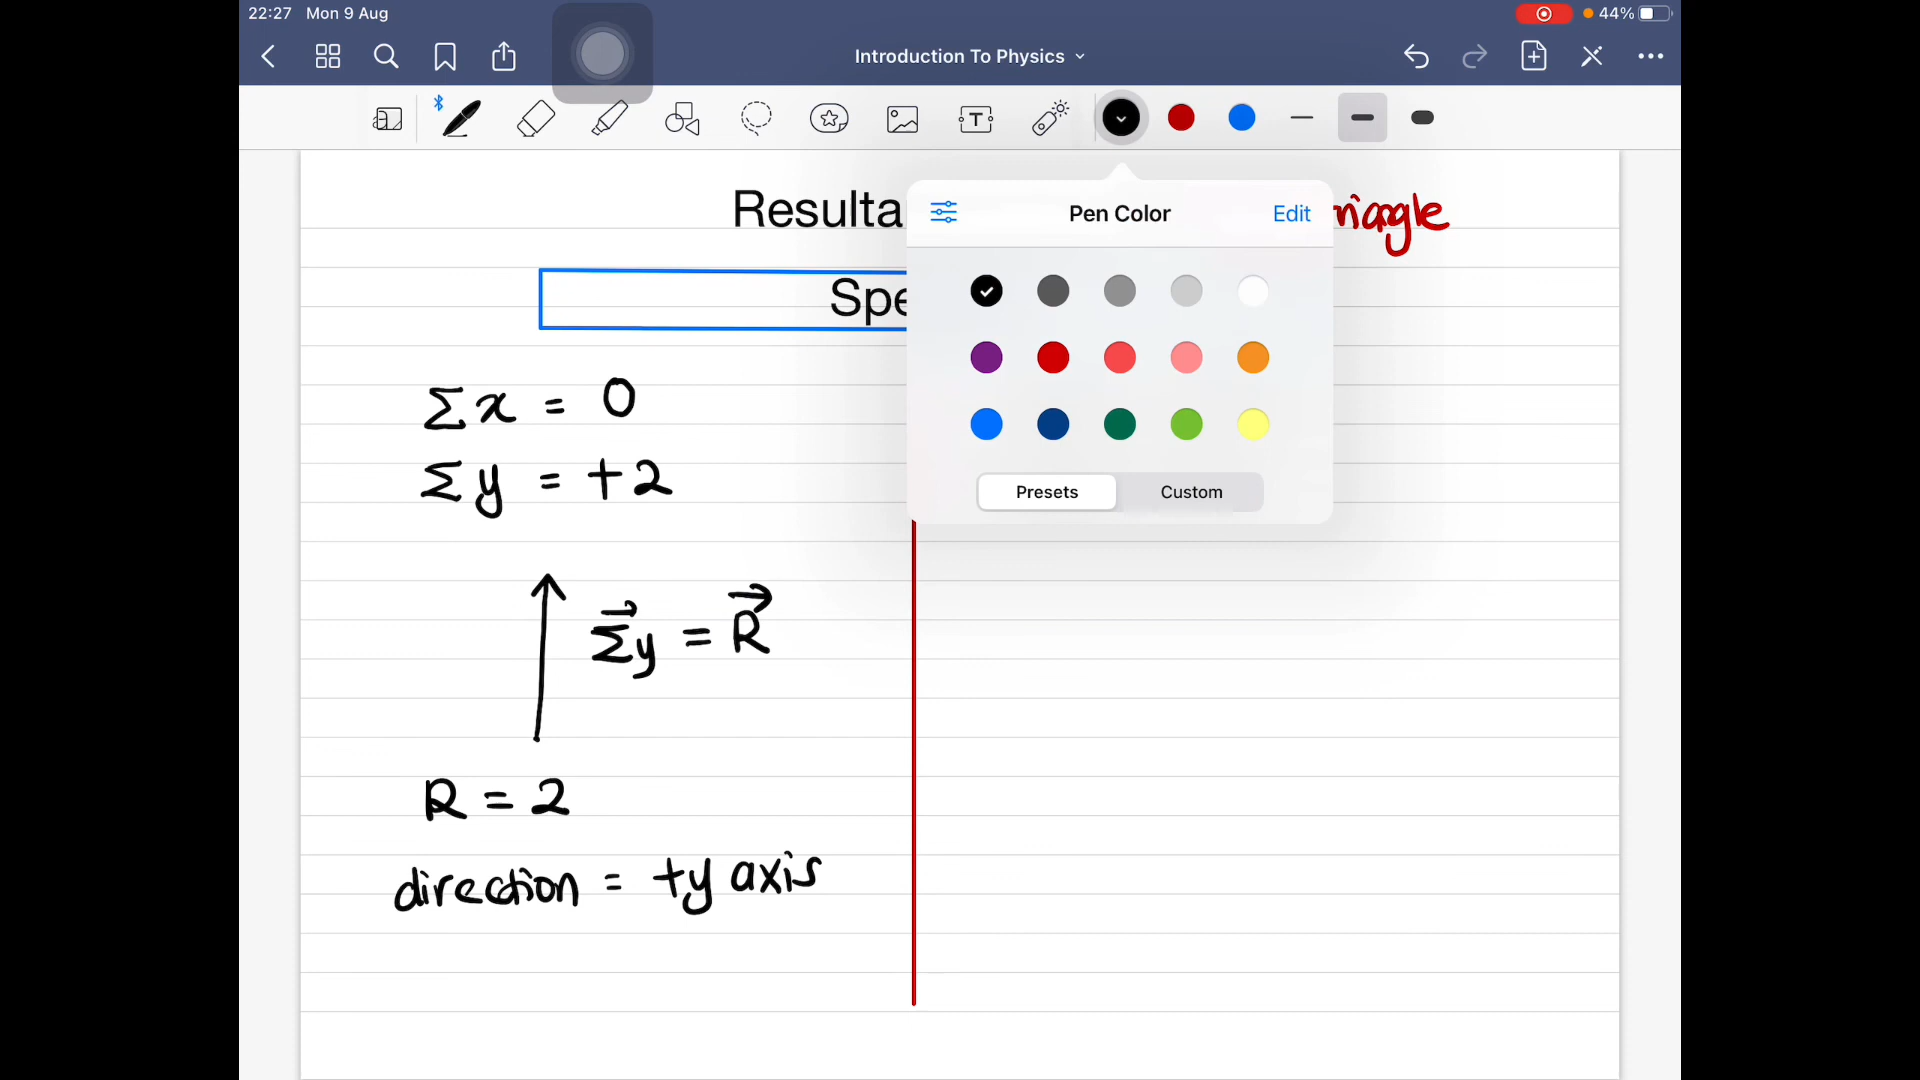 22:27 Mon 9 Aug 44%
Introduction To Physics
T
Resulta riangle
Pen Color Edit
Spe
Presets Custom
Σx = 0
Σy = +2
Σ⃗y = R⃗
R = 2
direction = +y axis